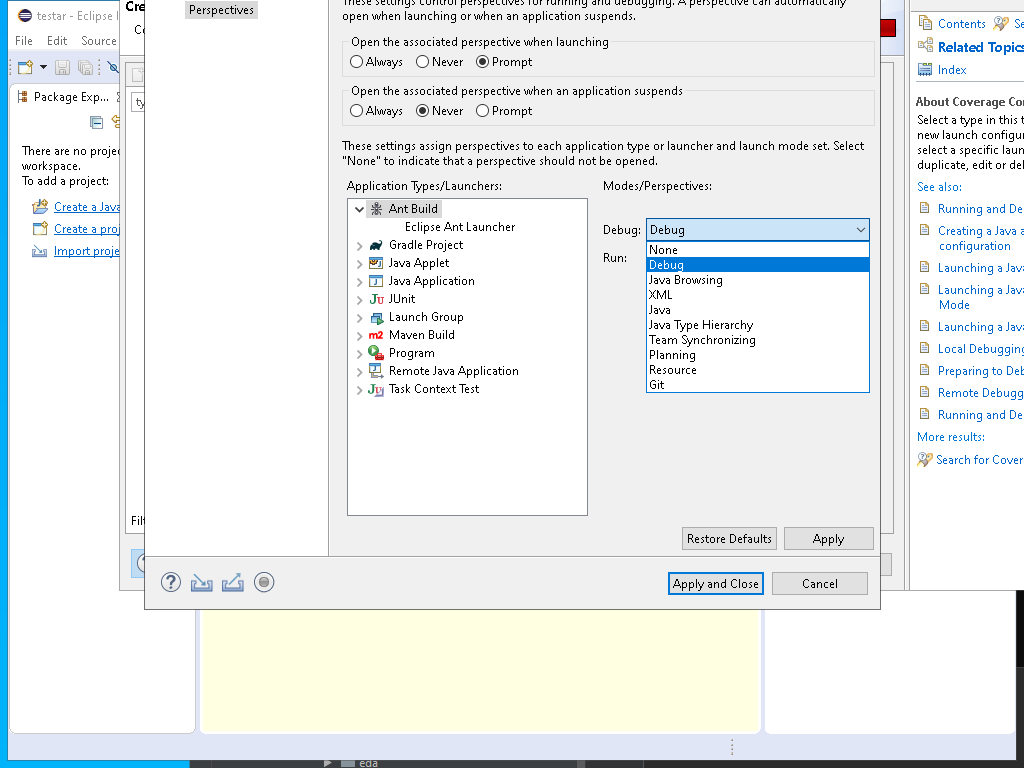 testar - Eclipse I
File
Edit
Source
Package Exp...
There are no proje
workspace.
To add a project:
Create a Java
Create a proj
Import proje
Cre
ty
Perspectives
These settings control perspectives for running and debugging. A perspective can automatically
open when launching or when an application suspends.
Open the associated perspective when launching
Always
Never
Prompt
Open the associated perspective when an application suspends
Always
Never
Prompt
These settings assign perspectives to each application type or launcher and launch mode set. Select
"None" to indicate that a perspective should not be opened.
Application Types/Launchers:
Ant Build
Eclipse Ant Launcher
Gradle Project
Java Applet
Java Application
JUnit
Launch Group
Maven Build
Program
Remote Java Application
Task Context Test
Modes/Perspectives:
Debug:
Debug
Run:
None
Debug
Java Browsing
XML
Java
Java Type Hierarchy
Team Synchronizing
Planning
Resource
Git
Restore Defaults
Apply
Apply and Close
Cancel
Contents
Se
Related Topics
Index
About Coverage Co
Select a type in this t
new launch configur
select a specific laun
duplicate, edit or del
See also:
Running and De
Creating a Java a
configuration
Launching a Java
Launching a Java
Mode
Launching a Java
Local Debugging
Preparing to Deb
Remote Debugg
Running and De
More results:
Search for Cover
eda